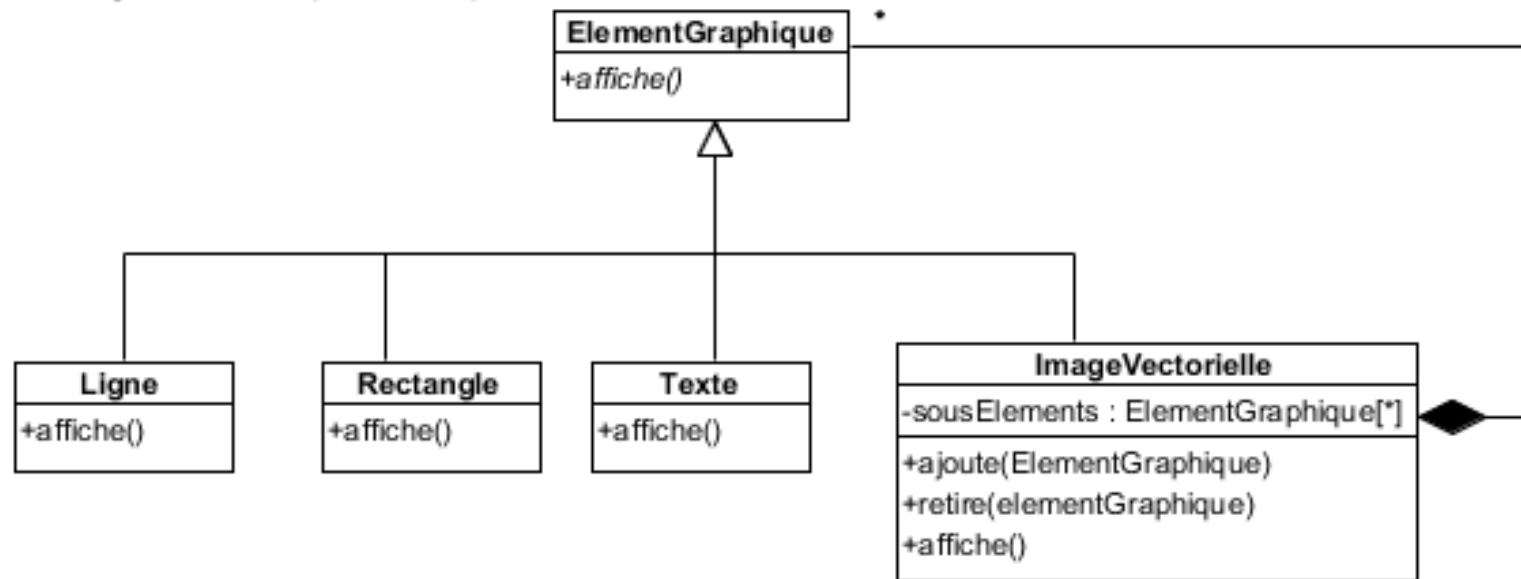 *
ElementGraphique
+affiche()
Ligne
+affiche()
Rectangle
+affiche()
Texte
+affiche()
ImageVectorielle
-sousElements : ElementGraphique[*]
+ajoute(ElementGraphique)
+retire(elementGraphique)
+affiche()